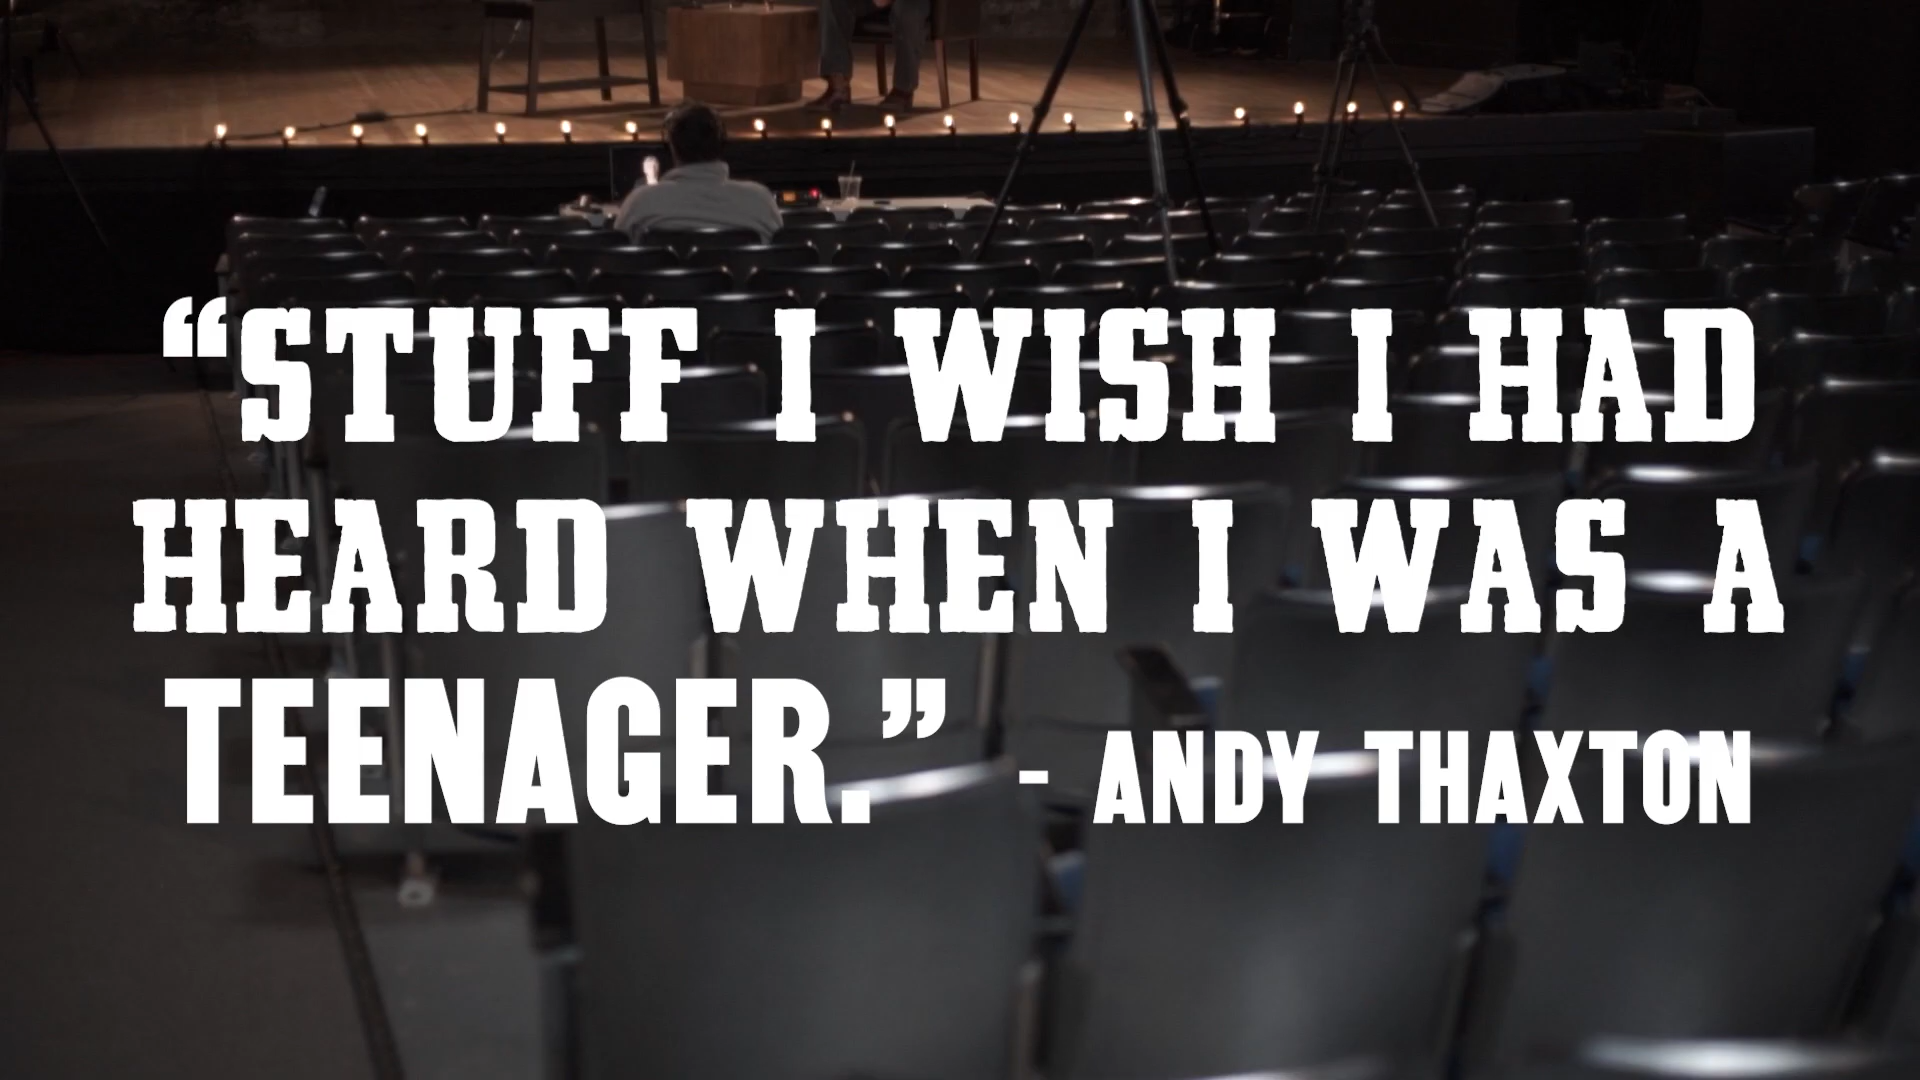 “STUFF I WISH I HAD
HEARD WHEN I WAS A
TEENAGER.” - ANDY THAXTON